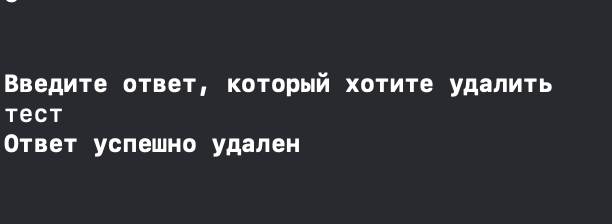 Введите ответ, который хотите удалить
тест
Ответ успешно удален